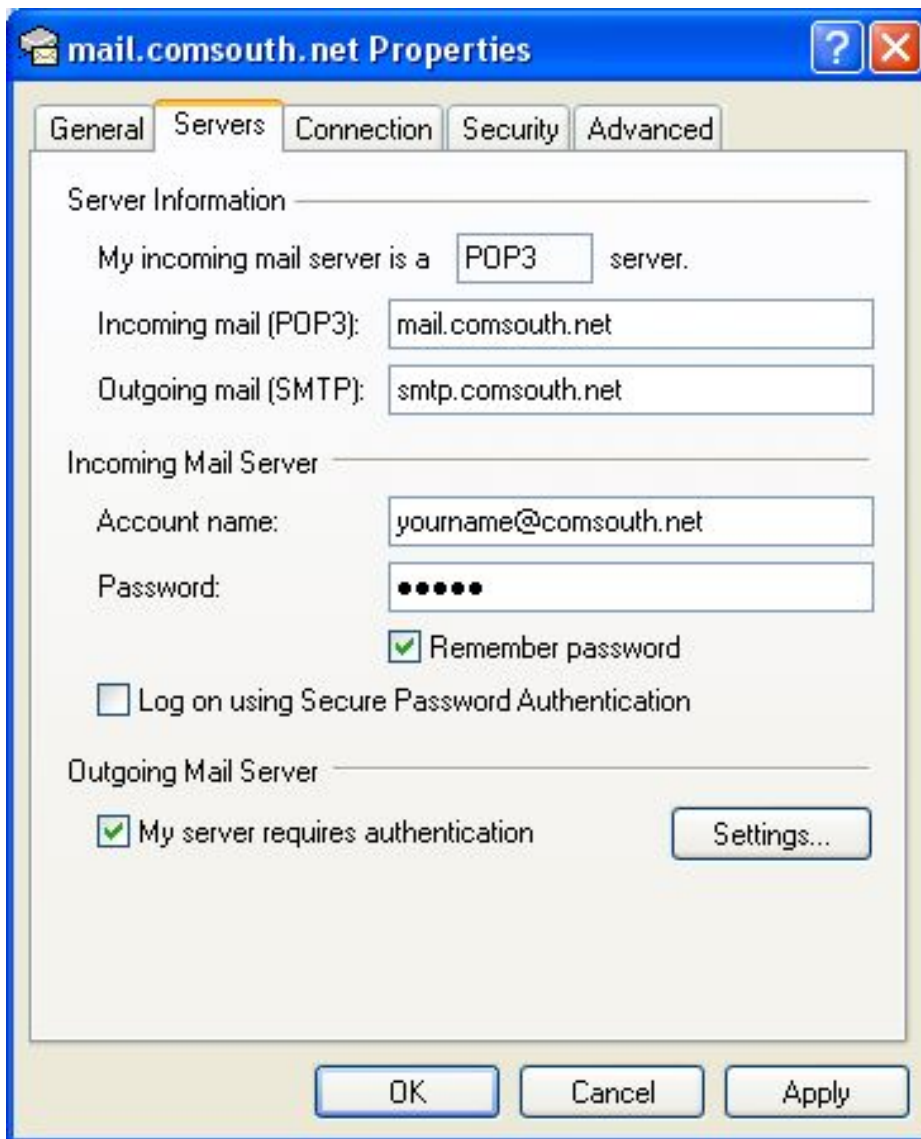 mail.comsouth.net Properties
General Servers Connection Security Advanced
Server Information
My incoming mail server is a POP3 server.
Incoming mail (POP3): mail.comsouth.net
Outgoing mail (SMTP): smtp.comsouth.net
Incoming Mail Server
Account name: yourname@comsouth.net
Password: •••••
Remember password
Log on using Secure Password Authentication
Outgoing Mail Server
My server requires authentication Settings...
OK Cancel Apply